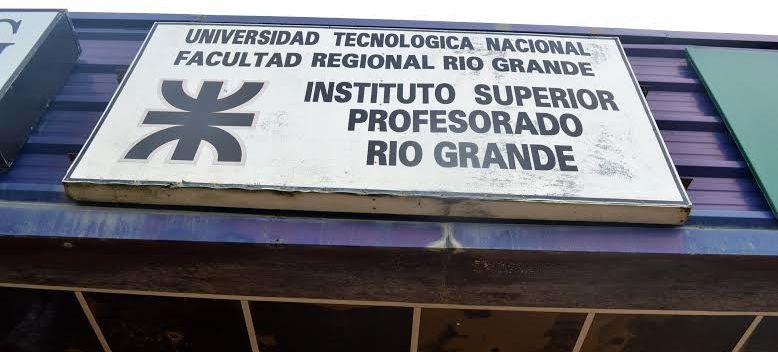 UNIVERSIDAD TECNOLOGICA NACIONAL
FACULTAD REGIONAL RIO GRANDE
INSTITUTO SUPERIOR
PROFESORADO
RIO GRANDE